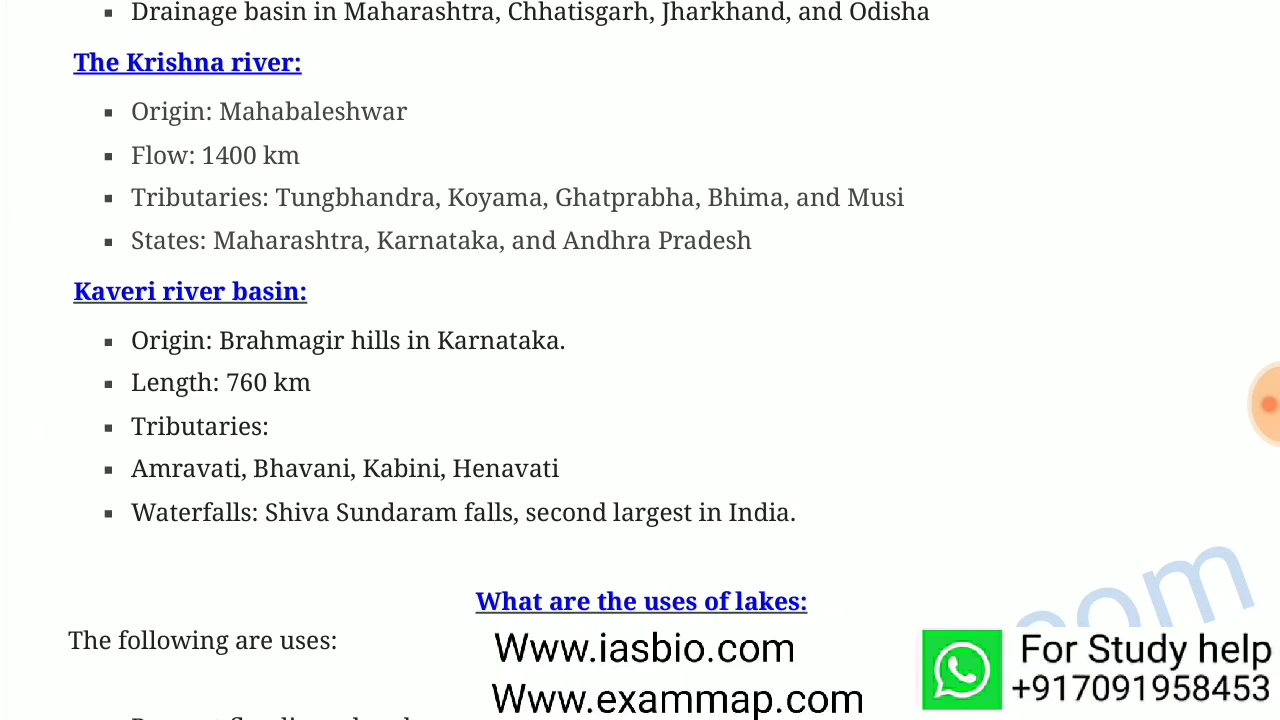 Drainage basin in Maharashtra, Chhatisgarh, Jharkhand, and Odisha
The Krishna river:
Origin: Mahabaleshwar
Flow: 1400 km
Tributaries: Tungbhandra, Koyama, Ghatprabha, Bhima, and Musi
States: Maharashtra, Karnataka, and Andhra Pradesh
Kaveri river basin:
Origin: Brahmagir hills in Karnataka.
Length: 760 km
Tributaries:
Amravati, Bhavani, Kabini, Henavati
Waterfalls: Shiva Sundaram falls, second largest in India.
What are the uses of lakes:
The following are uses:
Www.iasbio.com
Www.exammap.com
com
For Study help
+917091958453